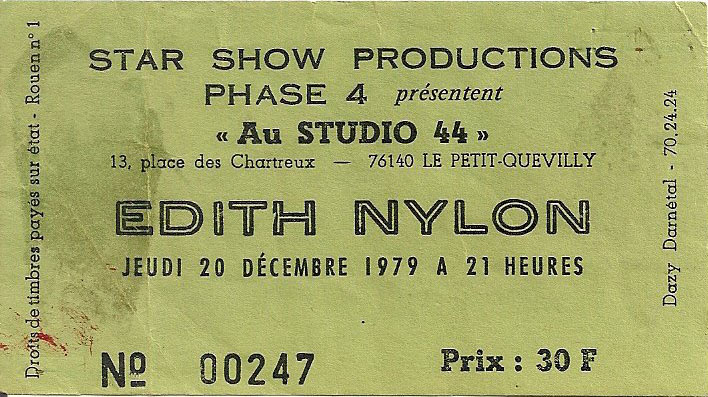 STAR SHOW PRODUCTIONS
PHASE 4 présentent
« Au STUDIO 44 »
13, place des Chartreux — 76140 LE PETIT-QUEVILLY
EDITH NYLON
JEUDI 20 DÉCEMBRE 1979 A 21 HEURES
Nº 00247
Prix : 30 F
Droits de timbres payés sur état - Rouen n° 1
Dazy Darnétal - 70.24.24